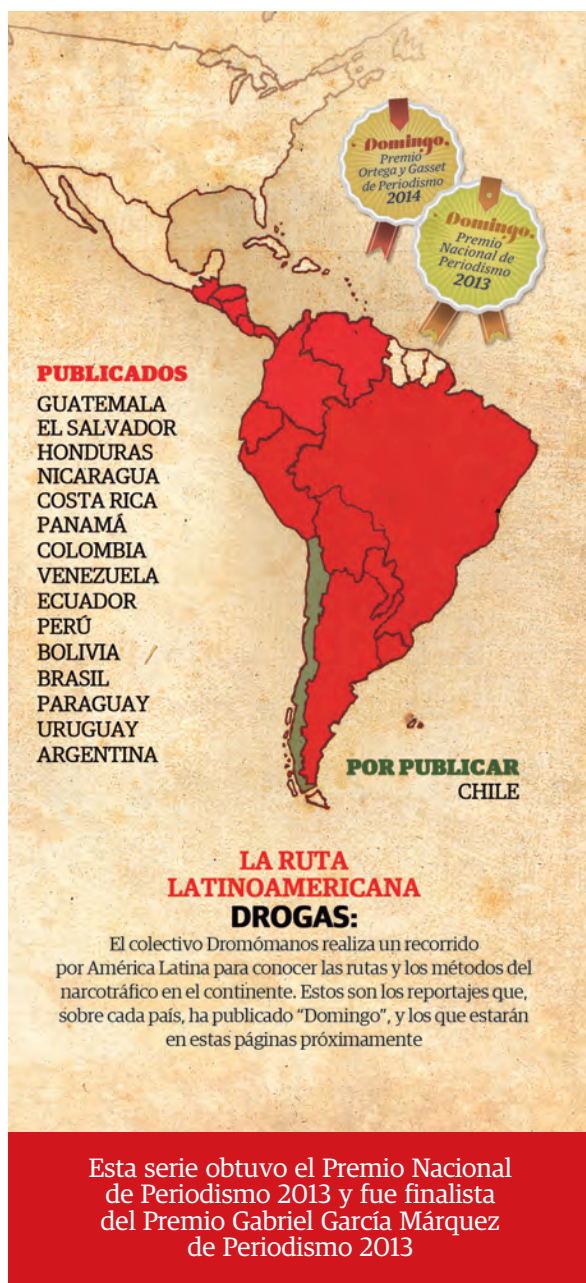 Domingo.
Premio
Ortega y Gasset
de Periodismo
2014
Domingo.
Premio
Nacional de
Periodismo
2013
PUBLICADOS
GUATEMALA
EL SALVADOR
HONDURAS
NICARAGUA
COSTA RICA
PANAMÁ
COLOMBIA
VENEZUELA
ECUADOR
PERÚ
BOLIVIA
BRASIL
PARAGUAY
URUGUAY
ARGENTINA
POR PUBLICAR
CHILE
LA RUTA
LATINOAMERICANA
DROGAS:
El colectivo Dromómanos realiza un recorrido
por América Latina para conocer las rutas y los métodos del
narcotráfico en el continente. Estos son los reportajes que,
sobre cada país, ha publicado “Domingo”, y los que estarán
en estas páginas próximamente
Esta serie obtuvo el Premio Nacional
de Periodismo 2013 y fue finalista
del Premio Gabriel García Márquez
de Periodismo 2013